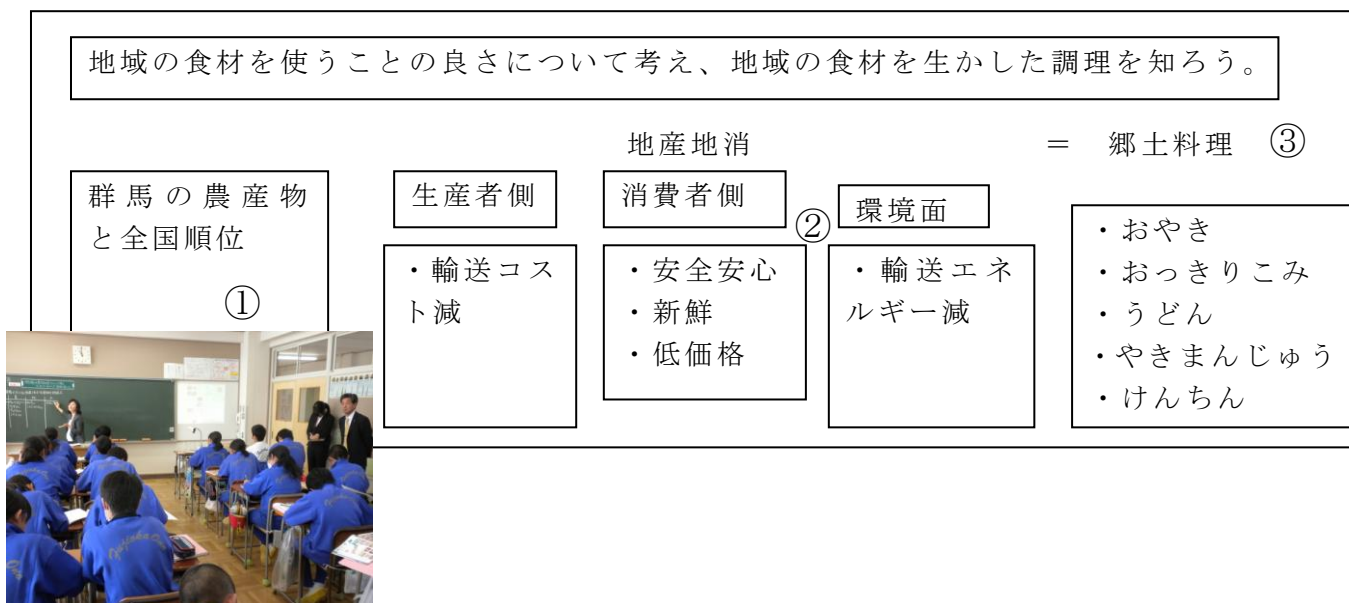 地域の食材を使うことの良さについて考え、地域の食材を生かした調理を知ろう。
地産地消 = 郷土料理 ③
群馬の農産物
と全国順位
①
生産者側
・輸送コス
ト減
消費者側
・安全安心
・新鮮
・低価格
②
環境面
・輸送エネ
ルギー減
・おやき
・おっきりこみ
・うどん
・やきまんじゅう
・けんちん